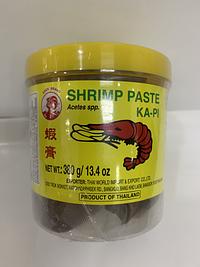 SHRIMP PASTE
Acetes spp.
KA-PI
蝦膏
NET WT: 380 g/ 13.4 oz
EXPORTER: THAI WORLD IMPORT & EXPORT CO., LTD.
PRODUCT OF THAILAND